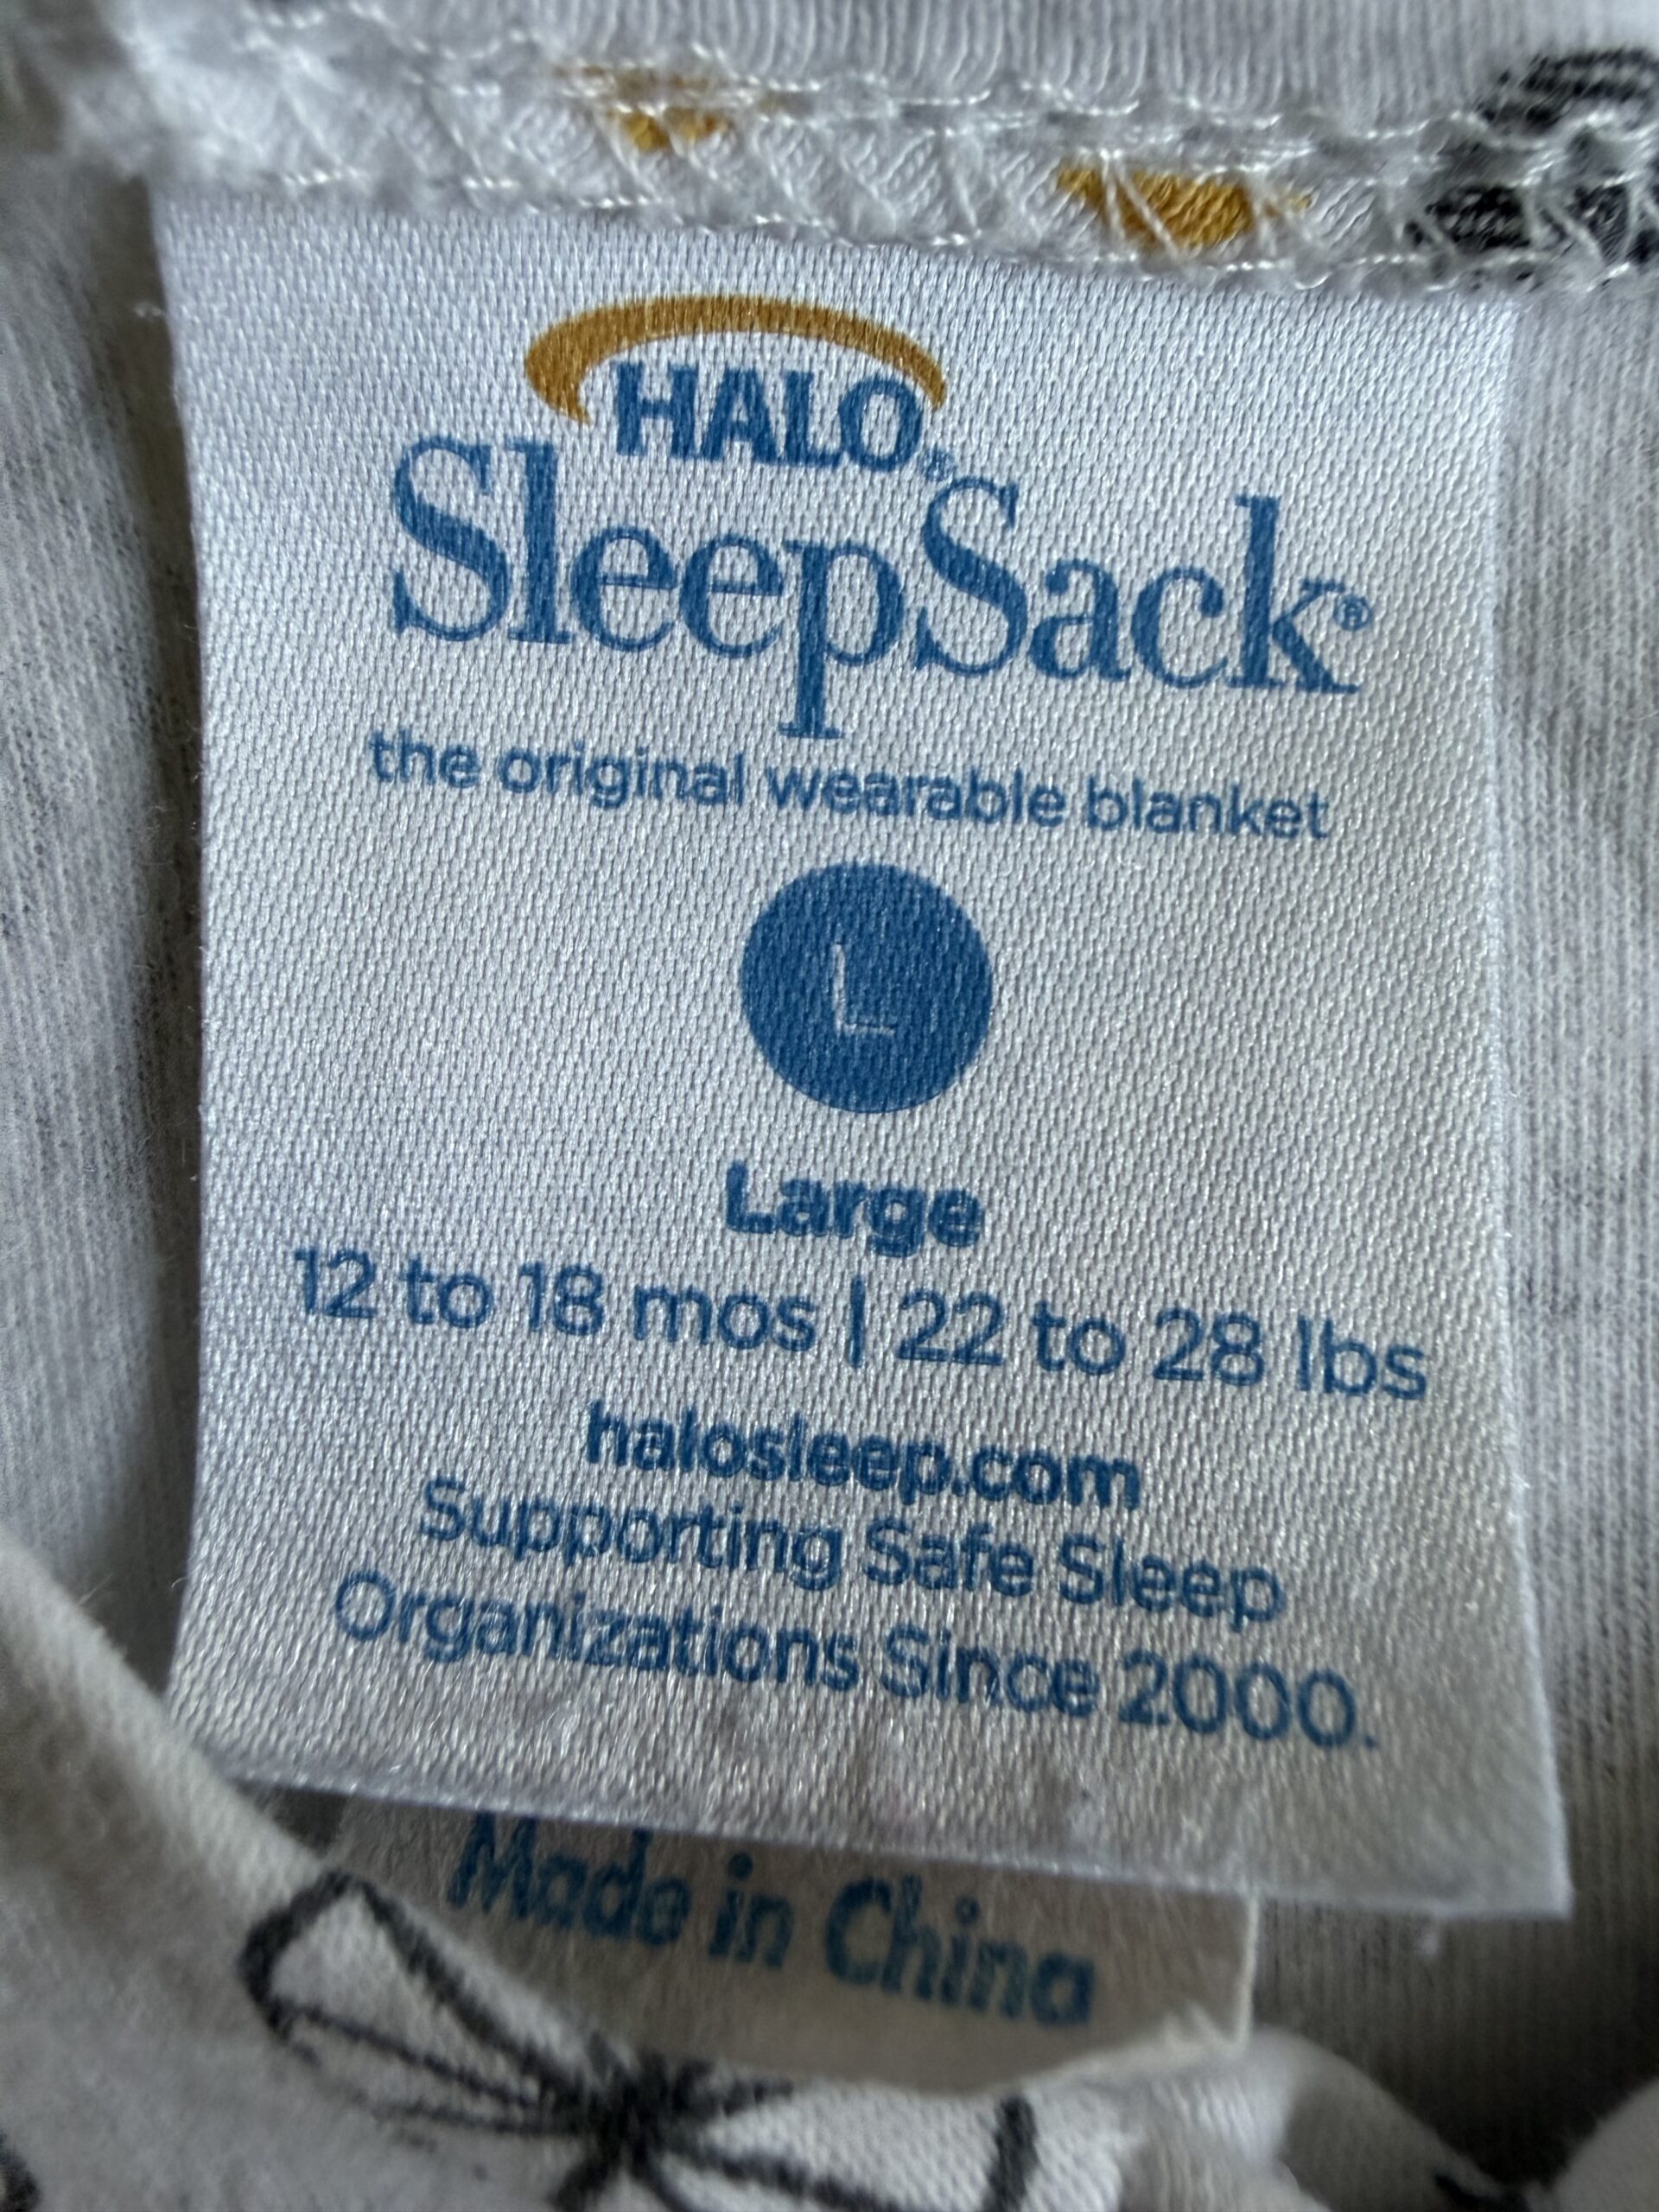 HALO®
SleepSack®
the original wearable blanket
L
Large
12 to 18 mos | 22 to 28 lbs
halosleep.com
Supporting Safe Sleep
Organizations Since 2000.
Made in China